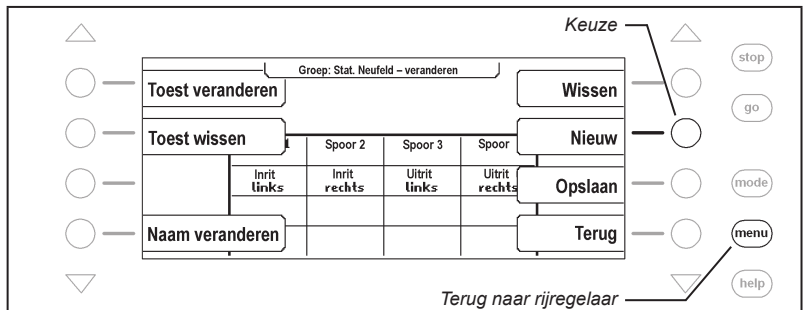 Keuze
stop
Groep: Stat. Neufeld – veranderen
Toest veranderen
Wissen
go
Toest wissen
Nieuw
1 Spoor 2 Spoor 3 Spoor
Inrit Inrit Uitrit Uitrit
links rechts links rechts
Opslaan
mode
Naam veranderen
Terug
menu
help
Terug naar rijregelaar